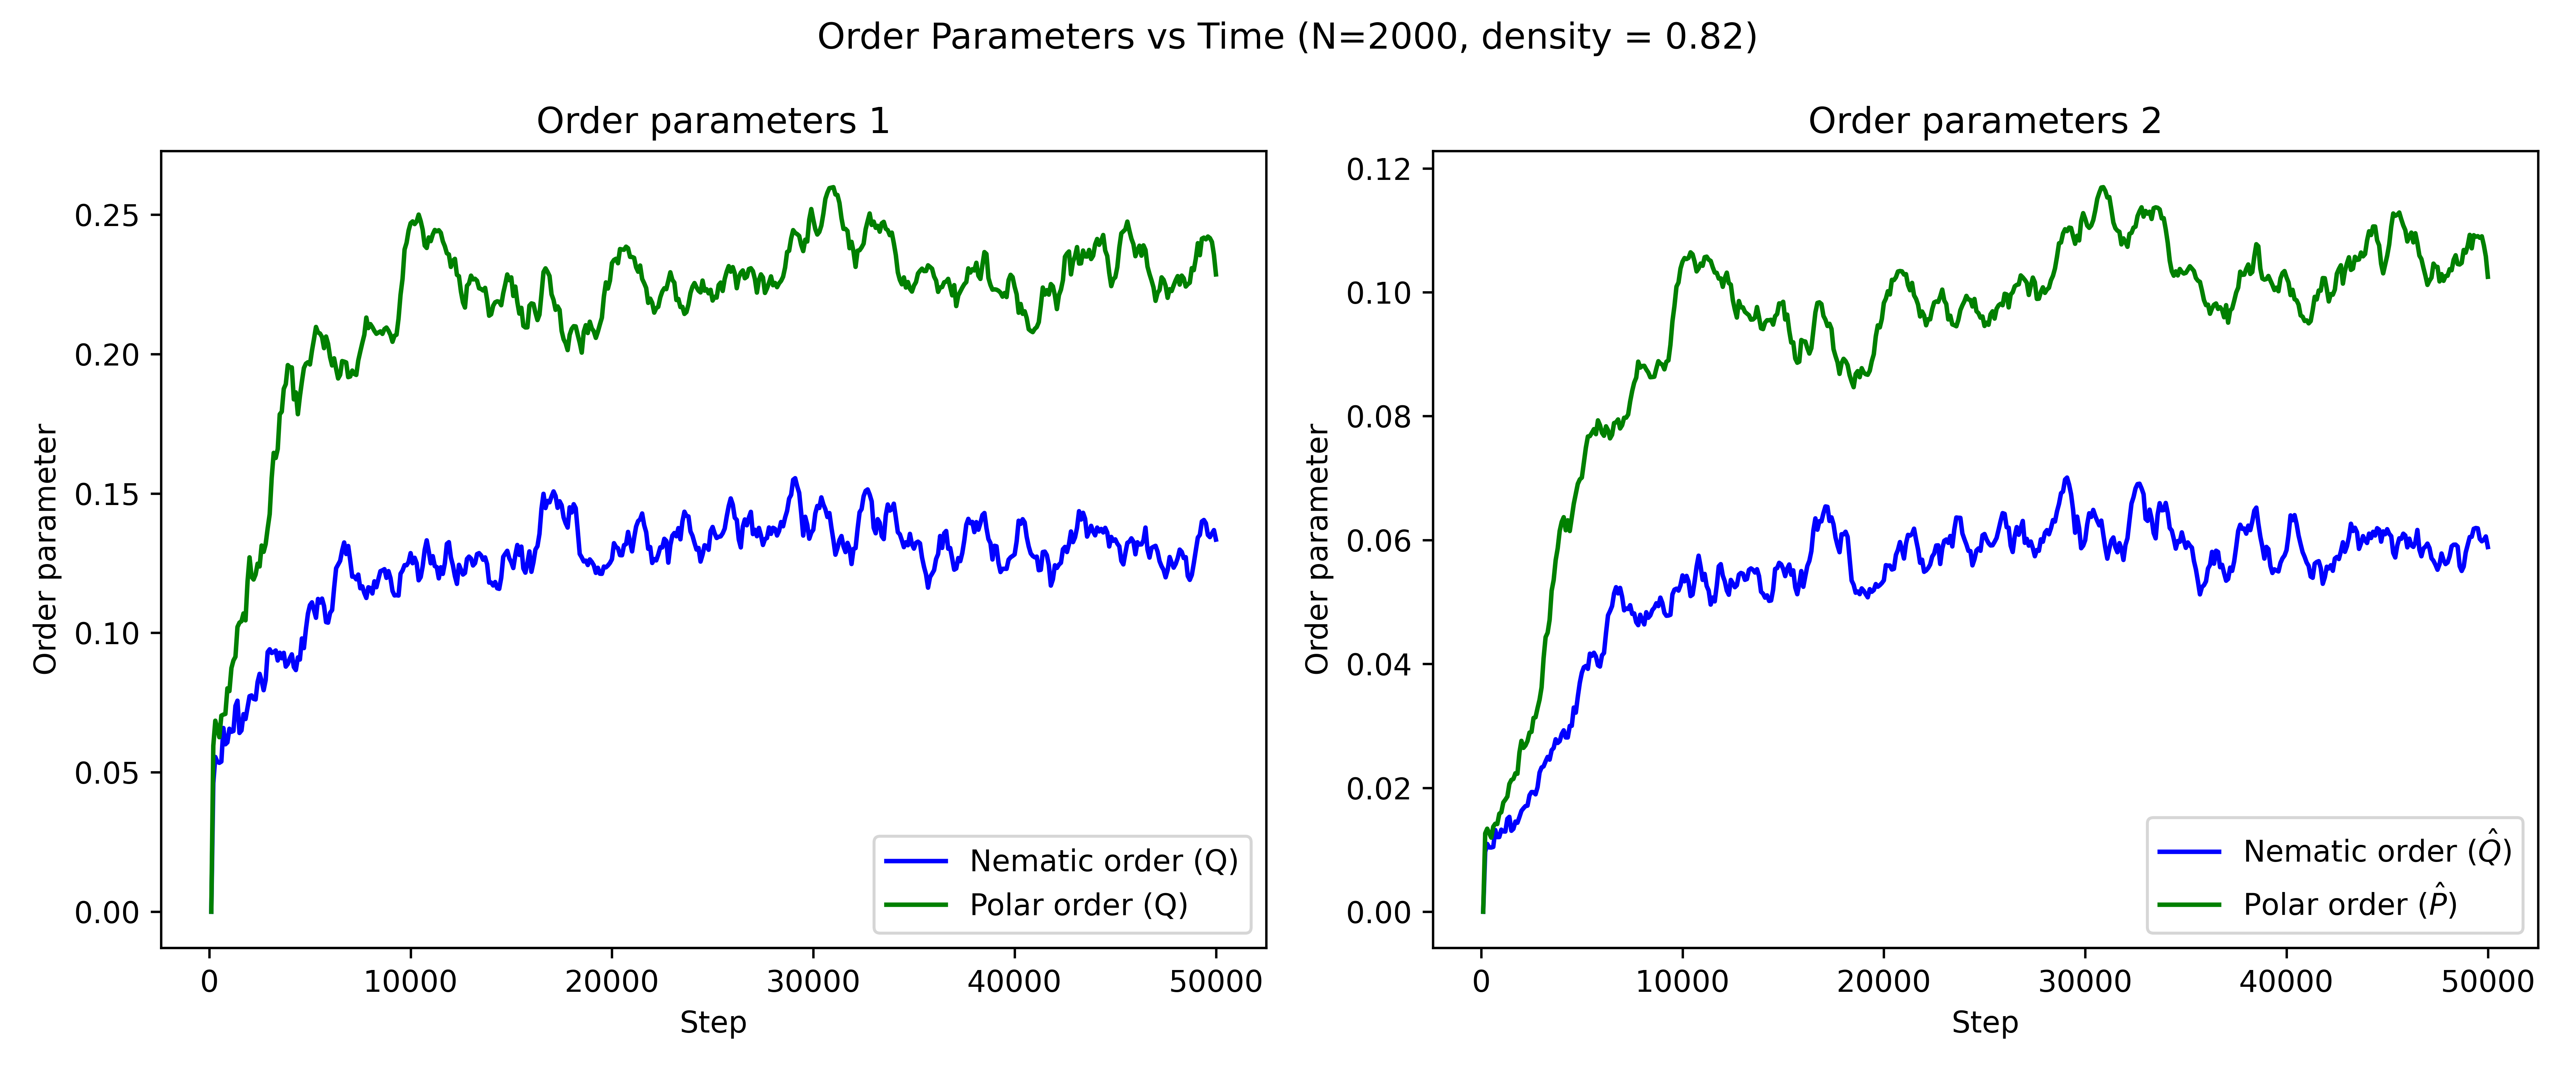 Order Parameters vs Time (N=2000, density = 0.82)
Order parameters 1
0.25
0.20
0.15
0.10
0.05
0.00
Order parameter
0 10000 20000 30000 40000 50000
Step
Nematic order (Q)
Polar order (Q)
Order parameters 2
0.12
0.10
0.08
0.06
0.04
0.02
0.00
Order parameter
0 10000 20000 30000 40000 50000
Step
Nematic order (Q̂)
Polar order (P̂)